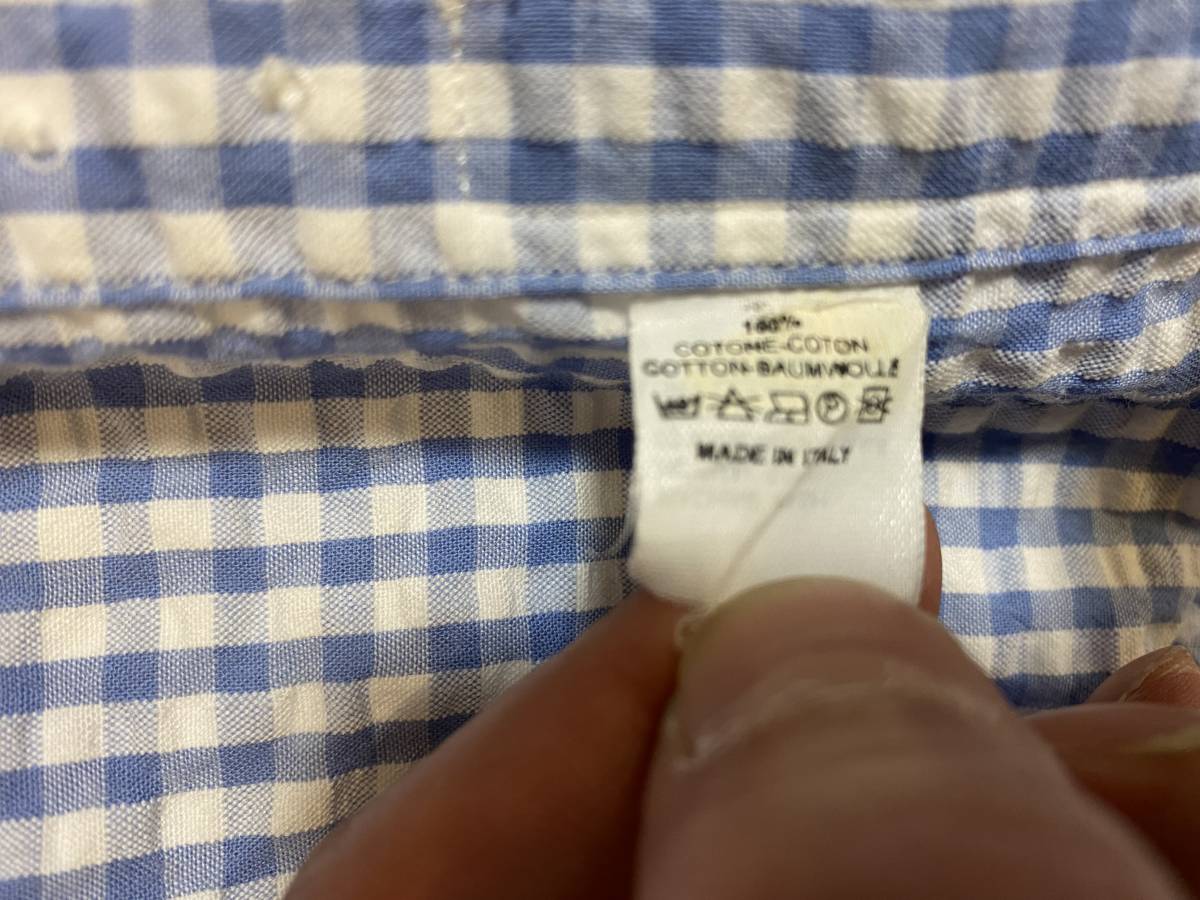 100%
COTONE-COTON
COTTON-BAUMWOLLE
P
MADE IN ITALY